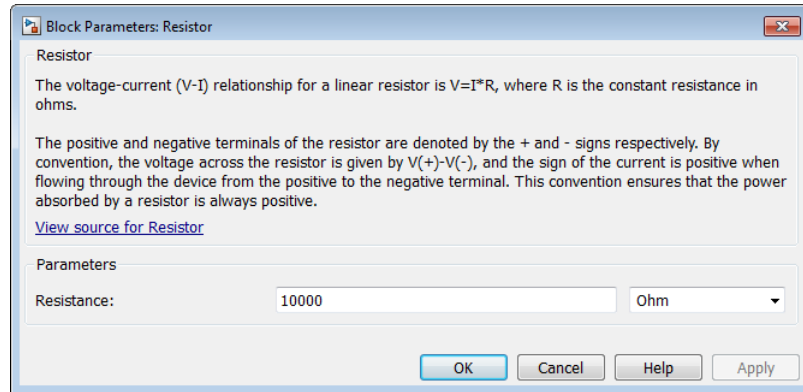 Block Parameters: Resistor
Resistor
The voltage-current (V-I) relationship for a linear resistor is V=I*R, where R is the constant resistance in
ohms.
The positive and negative terminals of the resistor are denoted by the + and - signs respectively. By
convention, the voltage across the resistor is given by V(+)-V(-), and the sign of the current is positive when
flowing through the device from the positive to the negative terminal. This convention ensures that the power
absorbed by a resistor is always positive.
View source for Resistor
Parameters
Resistance: 10000 Ohm
OK Cancel Help Apply